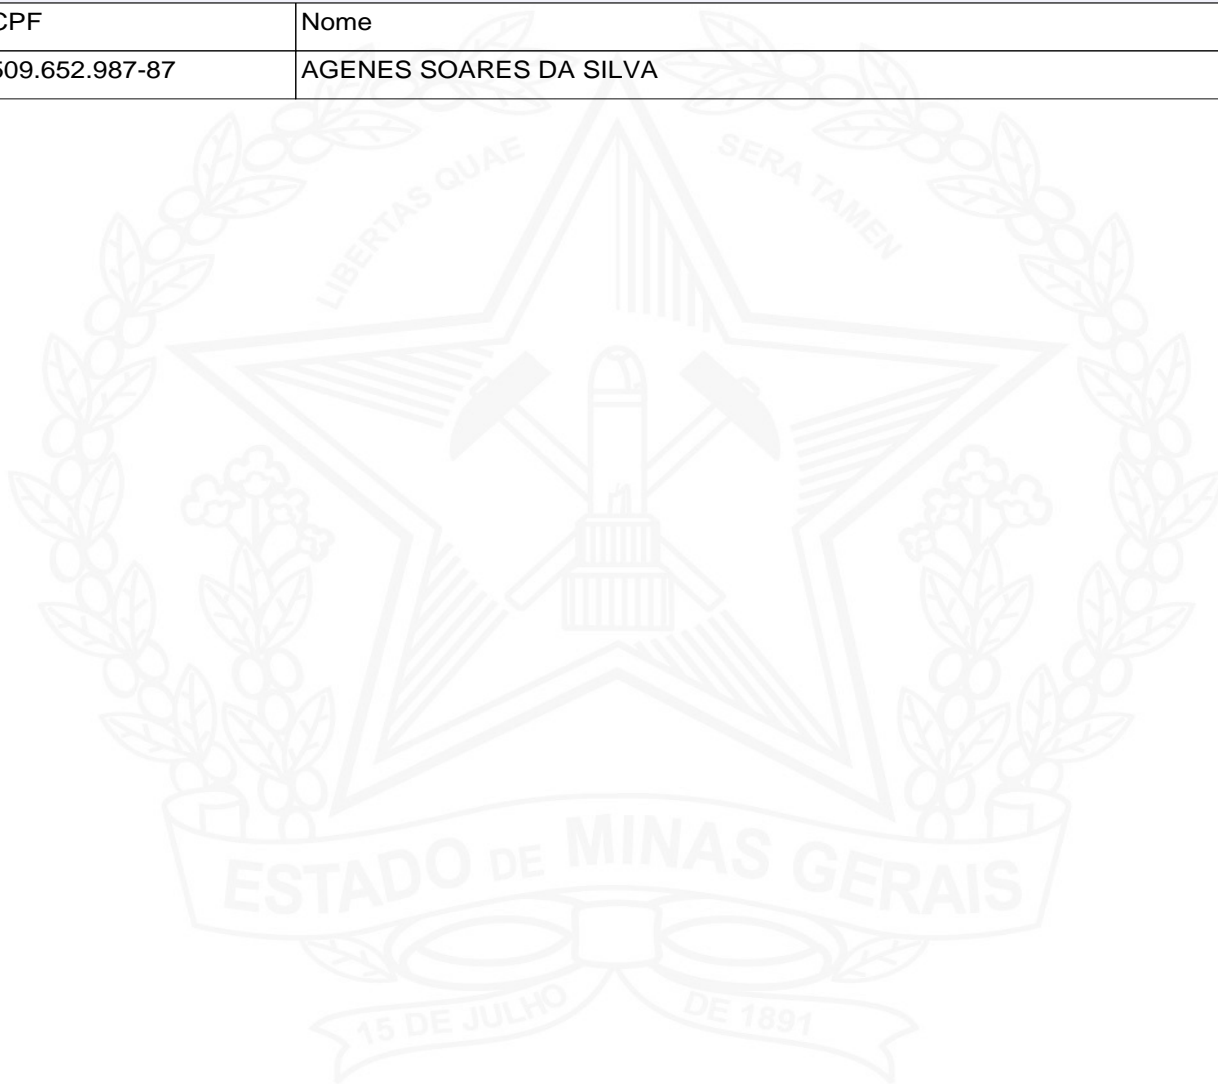 CPF Nome
509.652.987-87 AGENES SOARES DA SILVA
LIBERTAS QUAE SERA TAMEN
ESTADO DE MINAS GERAIS
15 DE JULHO DE 1891